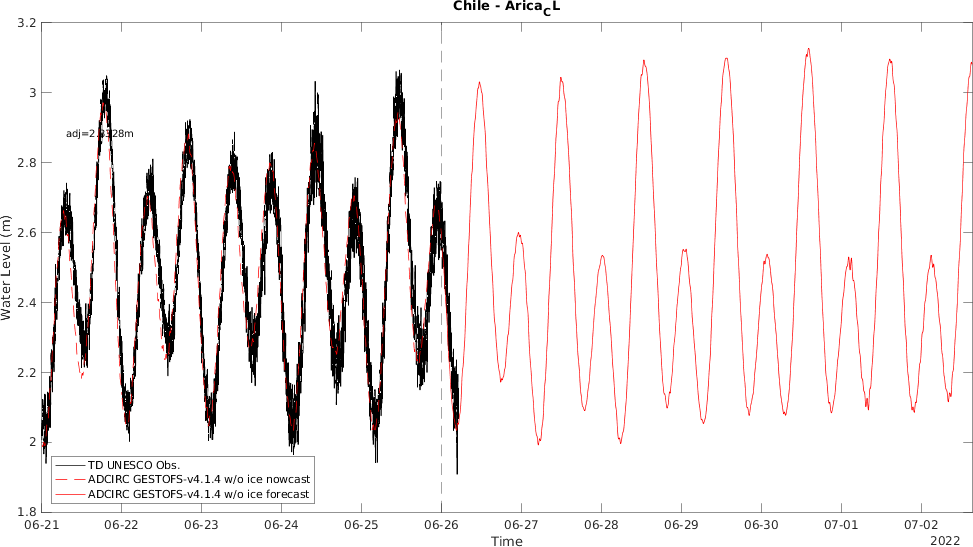 Chile - Arica_CL
3.2
3
2.8
2.6
2.4
2.2
2
1.8
Water Level (m)
TD UNESCO Obs.
ADCIRC GESTOFS-v4.1.4 w/o ice nowcast
ADCIRC GESTOFS-v4.1.4 w/o ice forecast
06-21 06-22 06-23 06-24 06-25 06-26 06-27 06-28 06-29 06-30 07-01 07-02
Time
2022